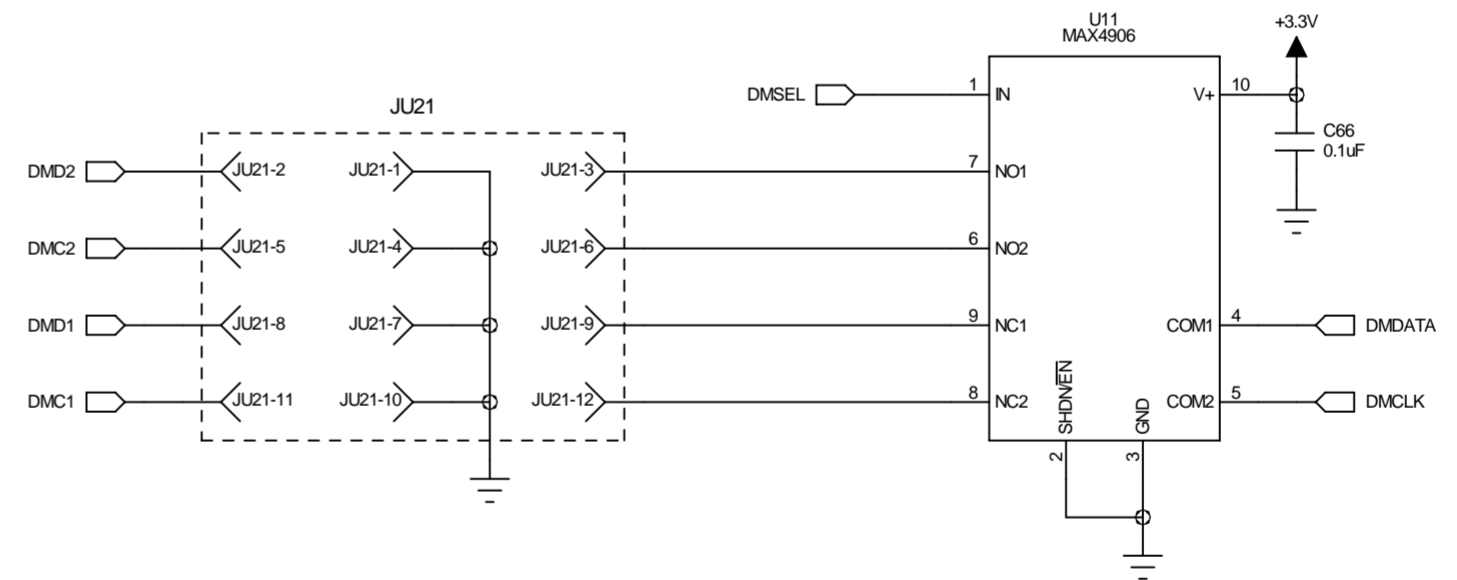 U11
MAX4906
+3.3V
DMSEL
1
IN
V+
10
C66
0.1uF
JU21
DMD2
JU21-2
JU21-1
JU21-3
7
NO1
DMC2
JU21-5
JU21-4
JU21-6
6
NO2
DMD1
JU21-8
JU21-7
JU21-9
9
NC1
COM1
4
DMDATA
DMC1
JU21-11
JU21-10
JU21-12
8
NC2
COM2
5
DMCLK
SHDN/EN
GND
2
3